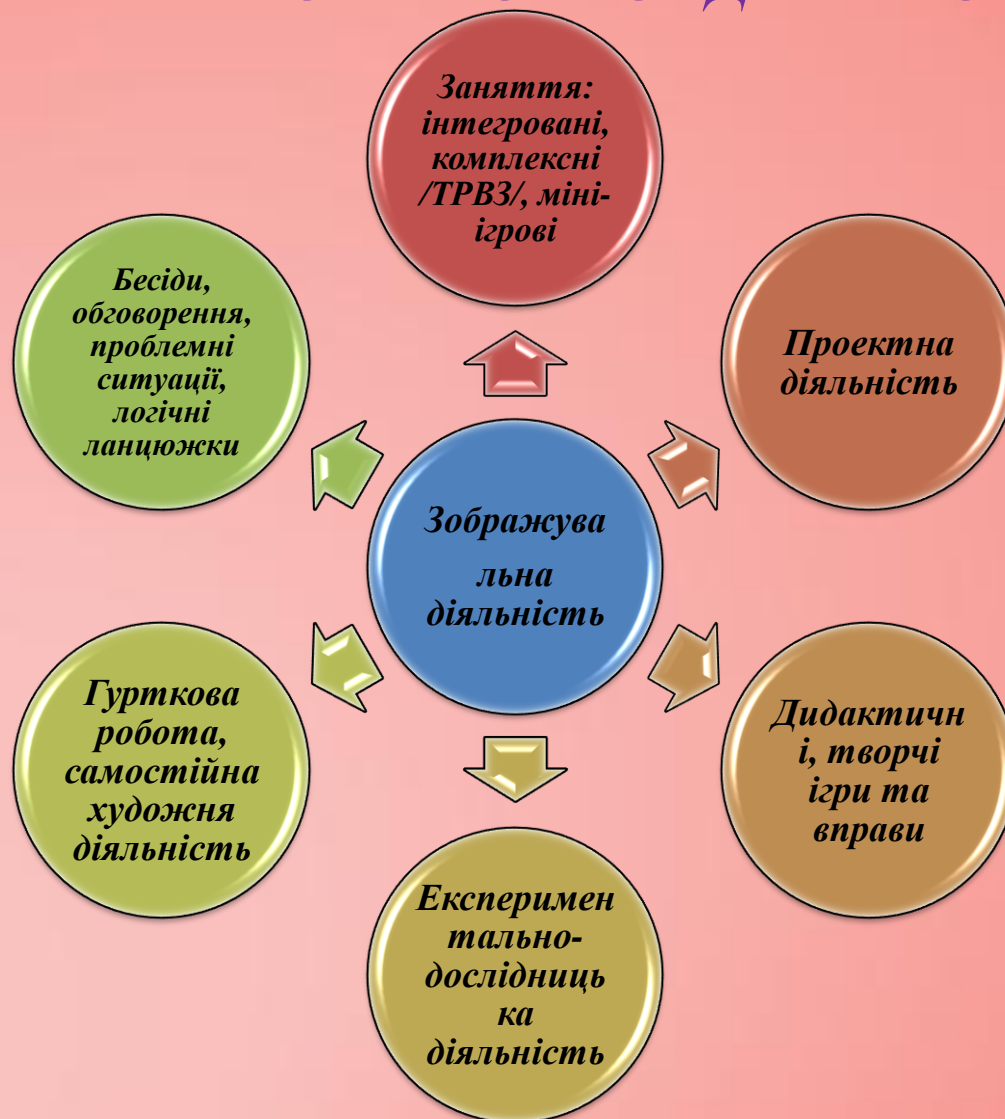 Заняття:
інтегровані,
комплексні
/ТРВЗ/, міні-
ігрові
Проектна
діяльність
Дидактичн
і, творчі
ігри та
вправи
Експеримен
тально-
дослідниць
ка
діяльність
Гурткова
робота,
самостійна
художня
діяльність
Бесіди,
обговорення,
проблемні
ситуації,
логічні
ланцюжки
Зображува
льна
діяльність